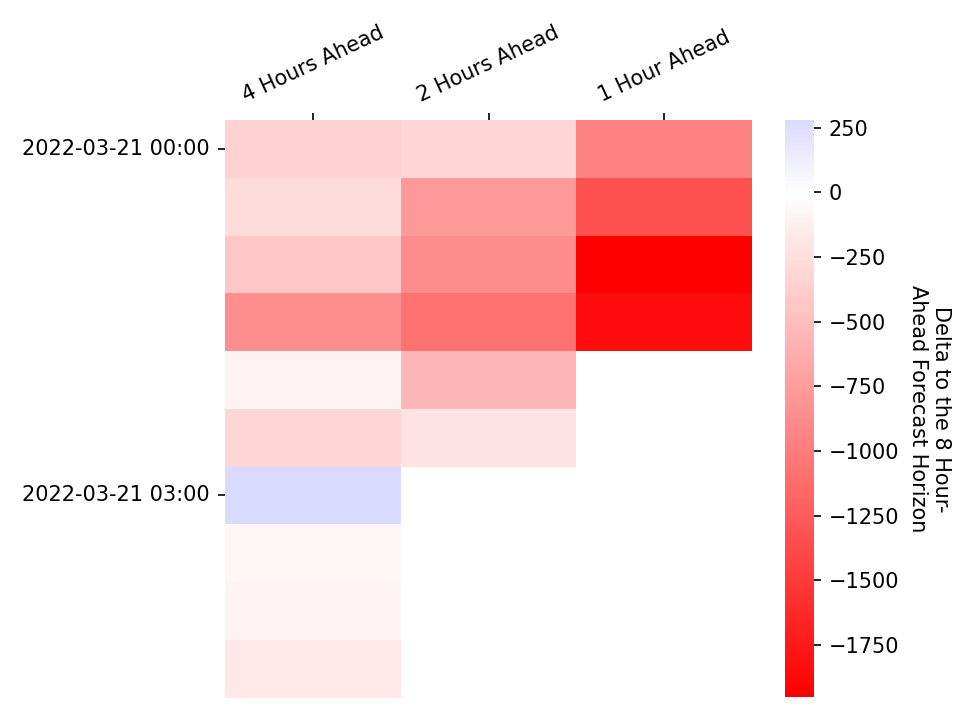 4 Hours Ahead
2 Hours Ahead
1 Hour Ahead
2022-03-21 00:00
2022-03-21 03:00
250
0
−250
−500
−750
−1000
−1250
−1500
−1750
Delta to the 8 Hour-
Ahead Forecast Horizon